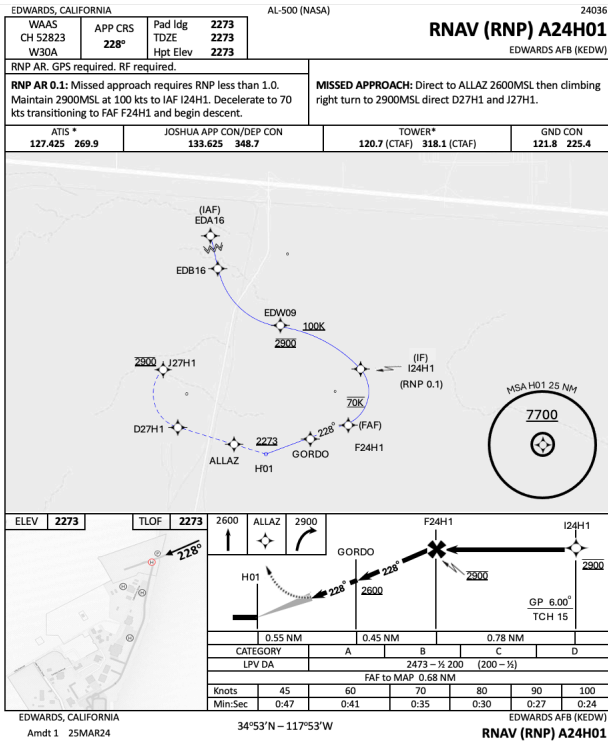 EDWARDS, CALIFORNIA AL-500 (NASA) 24036
WAAS
CH 52823
W30A
APP CRS
228°
Pad ldg 2273
TDZE 2273
Hpt Elev 2273
RNAV (RNP) A24H01
EDWARDS AFB (KEDW)
RNP AR. GPS required. RF required.
RNP AR 0.1: Missed approach requires RNP less than 1.0.
Maintain 2900MSL at 100 kts to IAF I24H1. Decelerate to 70
kts transitioning to FAF F24H1 and begin descent.
MISSED APPROACH: Direct to ALLAZ 2600MSL then climbing
right turn to 2900MSL direct D27H1 and J27H1.
ATIS *
127.425 269.9
JOSHUA APP CON/DEP CON
133.625 348.7
TOWER*
120.7 (CTAF) 318.1 (CTAF)
GND CON
121.8 225.4
(IAF)
EDA16
EDB16
EDW09
100K
2900
(IF)
I24H1
(RNP 0.1)
2900 J27H1
70K
MSA H01 25 NM
7700
D27H1
2273
228°
(FAF)
F24H1
ALLAZ
GORDO
H01
ELEV 2273
TLOF 2273
228°
H
H
H
H
P
2600
ALLAZ
2900
F24H1
I24H1
GORDO
H01
228°
228°
2600
2900
2900
GP 6.00°
TCH 15
0.55 NM 0.45 NM 0.78 NM
CATEGORY A B C D
LPV DA 2473 – ½ 200 (200 – ½)
FAF to MAP 0.68 NM
Knots 45 60 70 80 90 100
Min:Sec 0:47 0:41 0:35 0:30 0:27 0:24
EDWARDS, CALIFORNIA
Amdt 1 25MAR24
34°53'N – 117°53'W
EDWARDS AFB (KEDW)
RNAV (RNP) A24H01